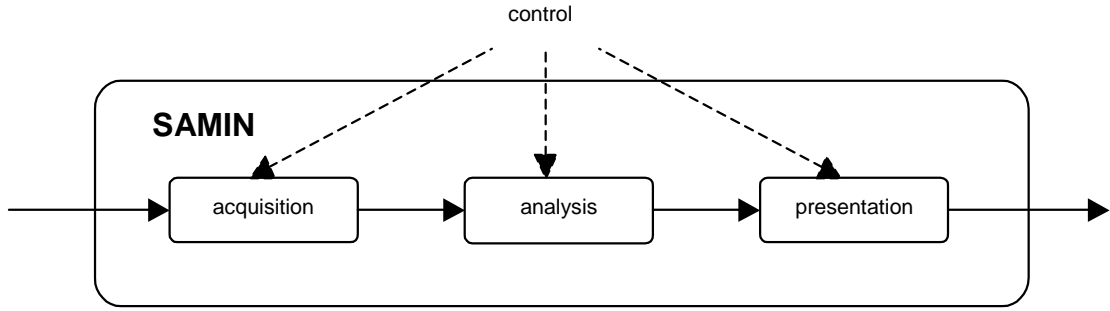 control
SAMIN
acquisition
analysis
presentation